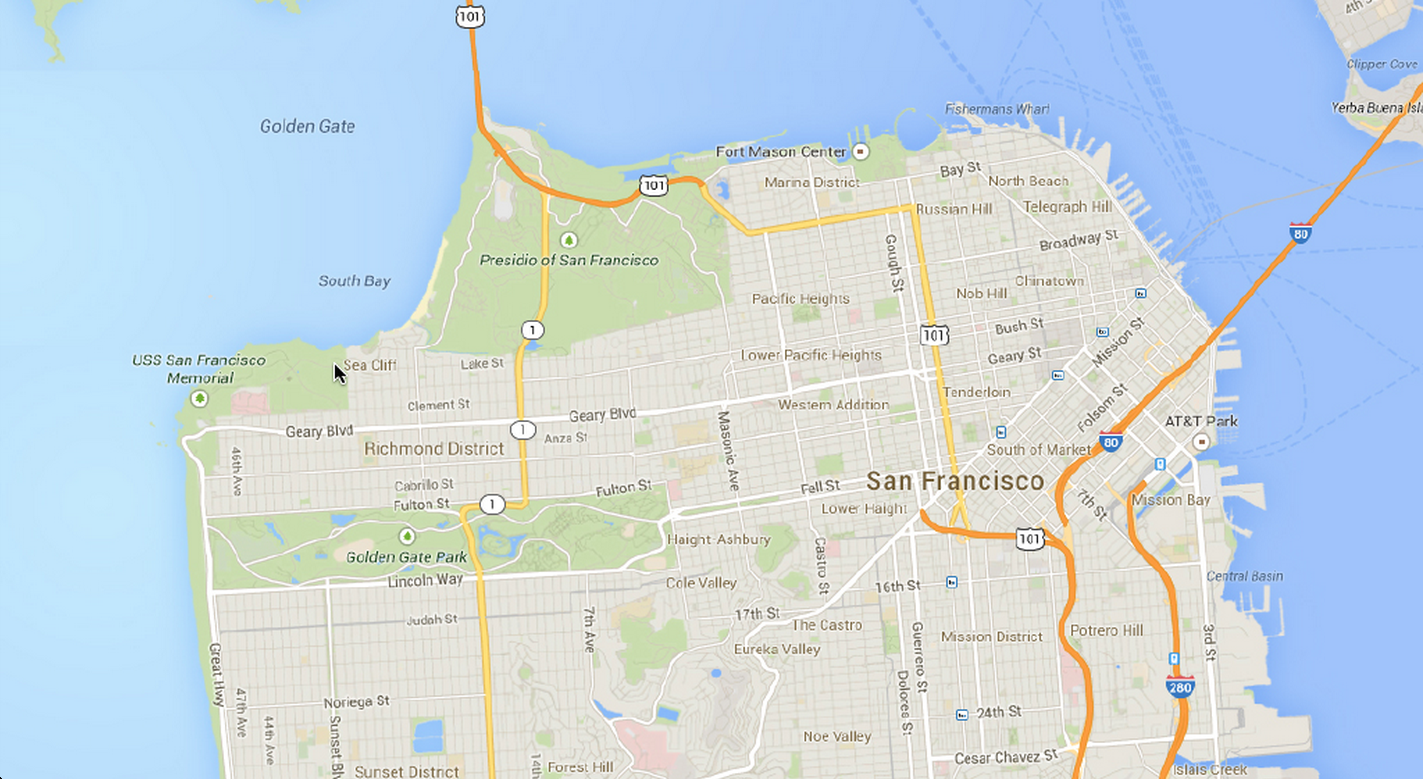 101
4th S
Clipper Cove
Yerba Buena Isla
Fishermans Wharf
Golden Gate
Fort Mason Center
Bay St
101
Marina District
North Beach
Russian Hill
Telegraph Hill
80
Broadway St
Gough St
Presidio of San Francisco
South Bay
Chinatown
Nob Hill
Pacific Heights
1
101
Bush St
Mission St
USS San Francisco
Memorial
Sea Cliff
Lake St
Lower Pacific Heights
Geary St
Tenderloin
Clement St
Geary Blvd
Western Addition
Folsom St
AT&T Park
Geary Blvd
1
Anza St
Masonic Ave
80
Richmond District
South of Market
46th Ave
San Francisco
Cabrillo St
Fulton St
Fulton St
Fell St
1
7th St
Mission Bay
Lower Haight
Golden Gate Park
Haight-Ashbury
101
Castro St
Lincoln Way
Cole Valley
16th St
Central Basin
Judah St
7th Ave
17th St
The Castro
Mission District
Potrero Hill
3rd St
Eureka Valley
Guerrero St
Great Hwy
Dolores St
280
47th Ave
Noriega St
44th Ave
Sunset Bl
24th St
Noe Valley
Cesar Chavez St
Sunset District
14th
Forest Hill
Islais Creek